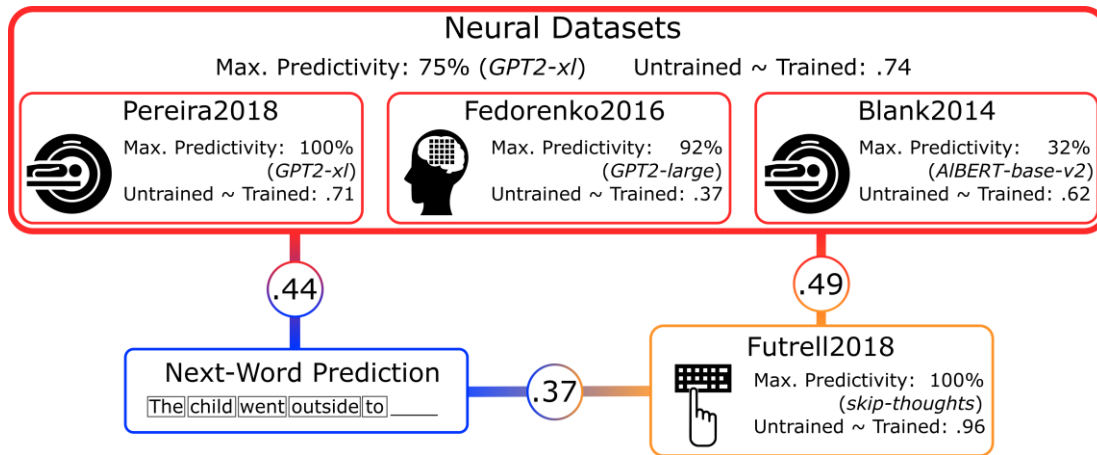 Neural Datasets
Max. Predictivity: 75% (GPT2-xl) Untrained ~ Trained: .74
Pereira2018
Max. Predictivity: 100%
(GPT2-xl)
Untrained ~ Trained: .71
Fedorenko2016
Max. Predictivity: 92%
(GPT2-large)
Untrained ~ Trained: .37
Blank2014
Max. Predictivity: 32%
(AlBERT-base-v2)
Untrained ~ Trained: .62
.44
.49
Next-Word Prediction
The child went outside to ____
.37
Futrell2018
Max. Predictivity: 100%
(skip-thoughts)
Untrained ~ Trained: .96